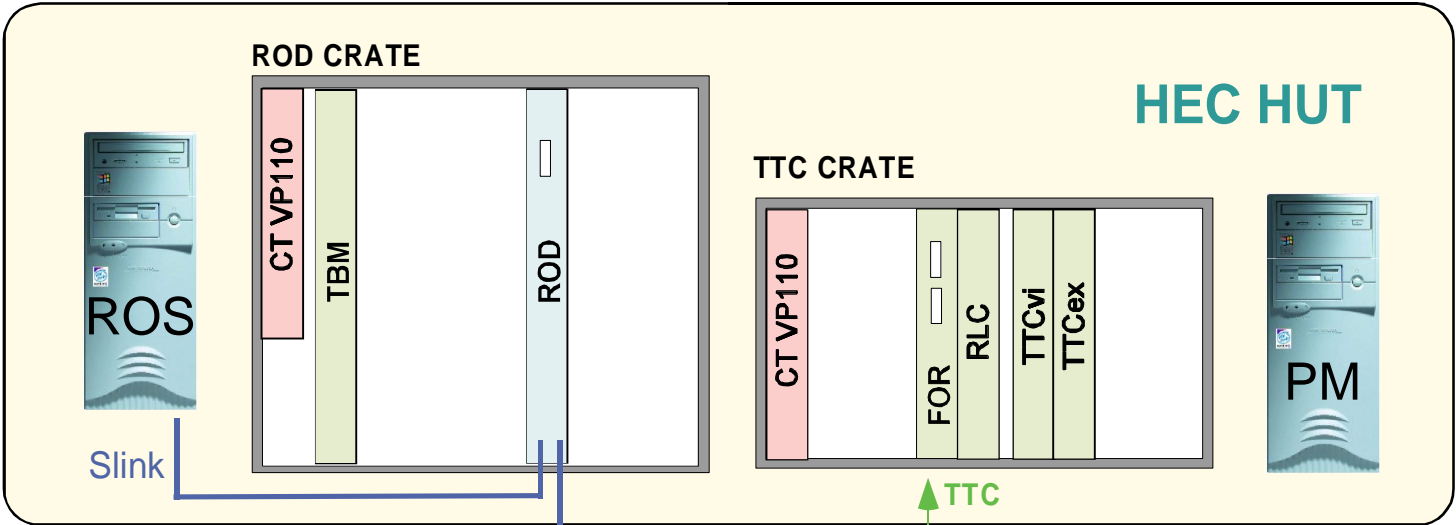 ROD CRATE
HEC HUT
CT VP110
TBM
ROD
ROS
Slink
TTC CRATE
CT VP110
FOR
RLC
TTCvi
TTCex
PM
TTC